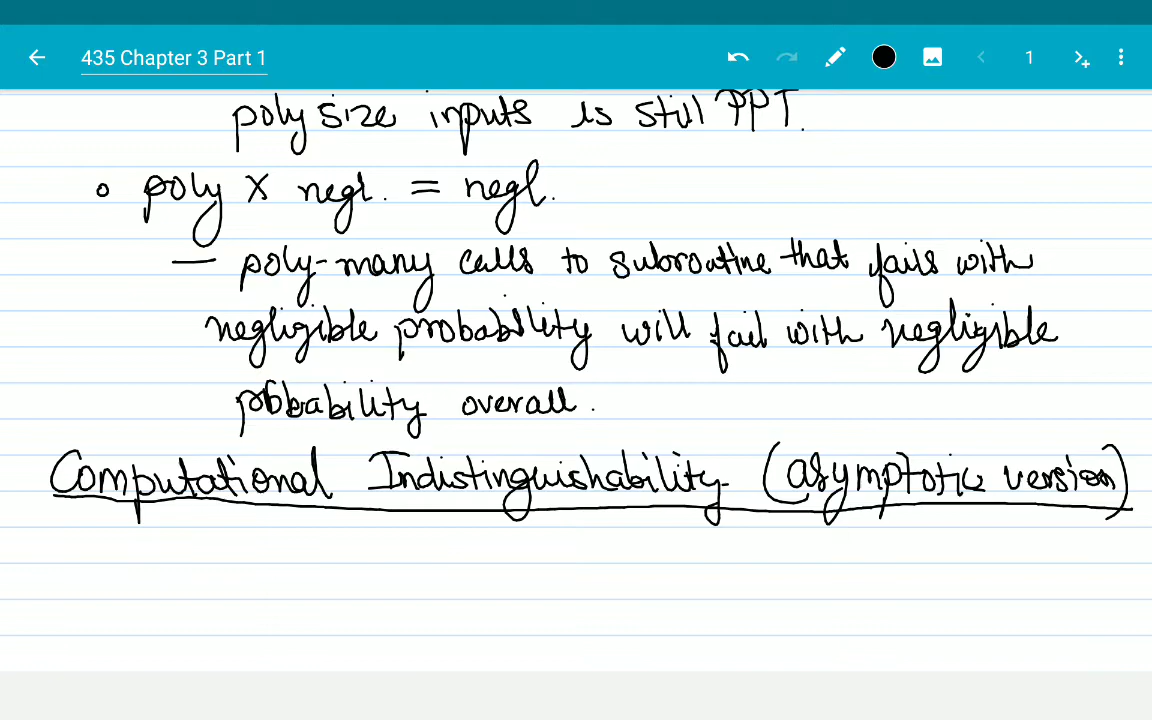 435 Chapter 3 Part 1
1
poly size inputs is still PPT.
o poly X negl. = negl.
— poly-many calls to subroutine that fails with
negligible probability will fail with negligible
probability overall.
Computational Indistinguishability (asymptotic version)